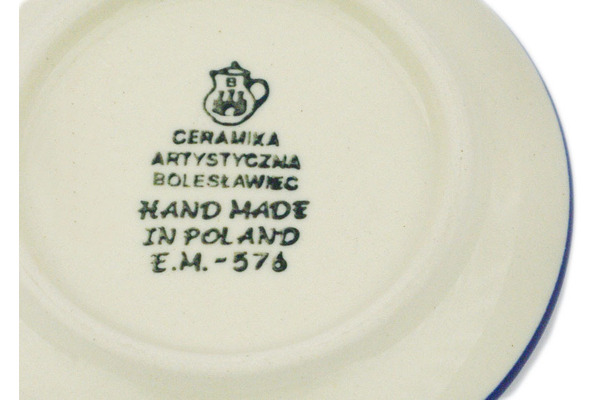 B
CERAMIKA
ARTYSTYCZNA
BOLESŁAWIEC
HAND MADE
IN POLAND
E.M.-576